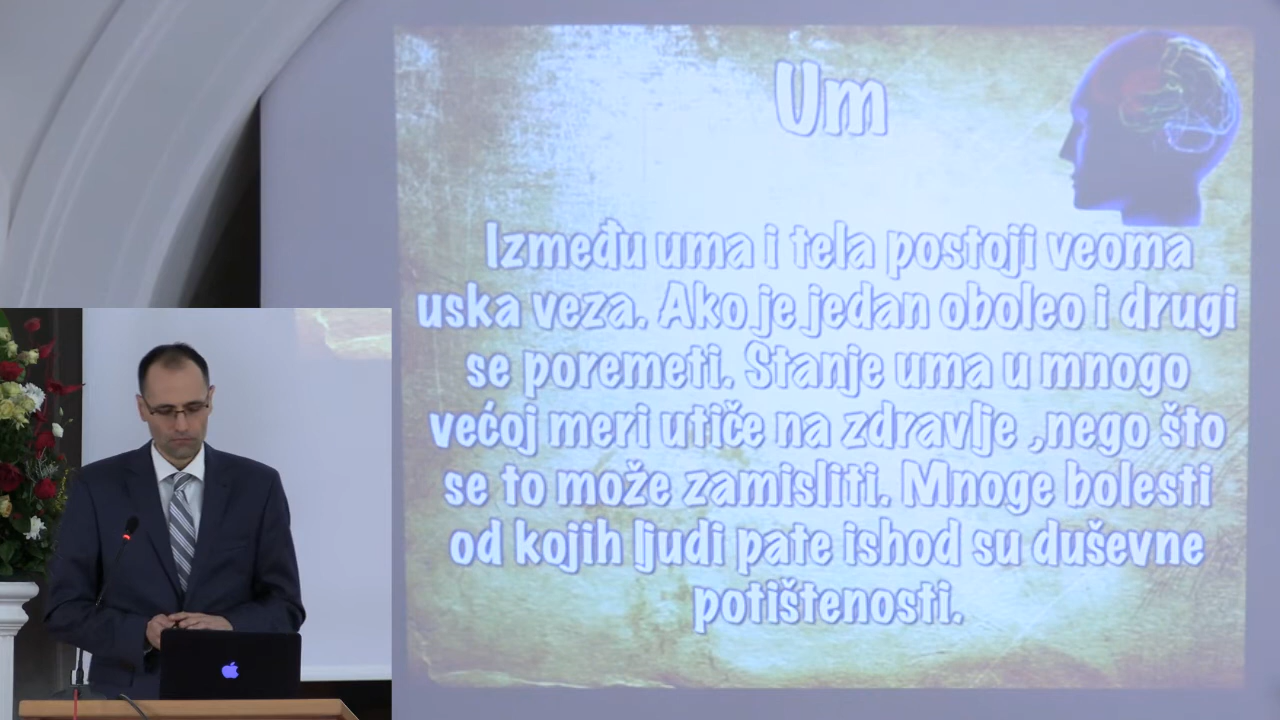 Um
Između uma i tela postoji veoma
uska veza. Ako je jedan oboleo i drugi
se poremeti. Stanje uma u mnogo
većoj meri utiče na zdravlje ,nego što
se to može zamisliti. Mnoge bolesti
od kojih ljudi pate ishod su duševne
potištenosti.